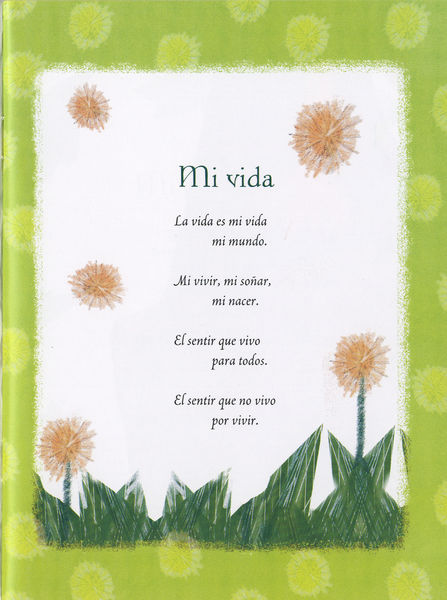 Mi vida
La vida es mi vida
mi mundo.
Mi vivir, mi soñar,
mi nacer.
El sentir que vivo
para todos.
El sentir que no vivo
por vivir.